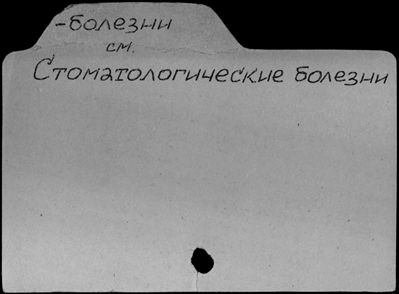 -болезни
см.
Стоматологические болезни